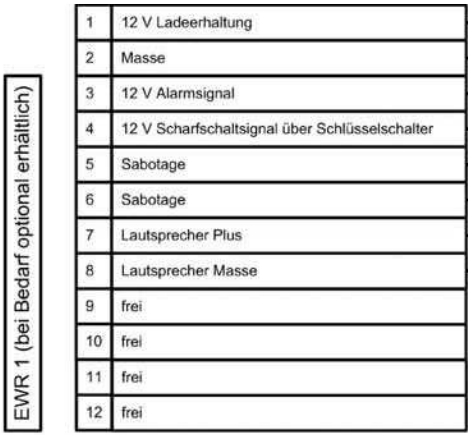 1 12 V Ladeerhaltung
2 Masse
3 12 V Alarmsignal
4 12 V Scharfschaltsignal über Schlüsselschalter
5 Sabotage
6 Sabotage
7 Lautsprecher Plus
8 Lautsprecher Masse
9 frei
10 frei
11 frei
12 frei
EWR 1 (bei Bedarf optional erhältlich)